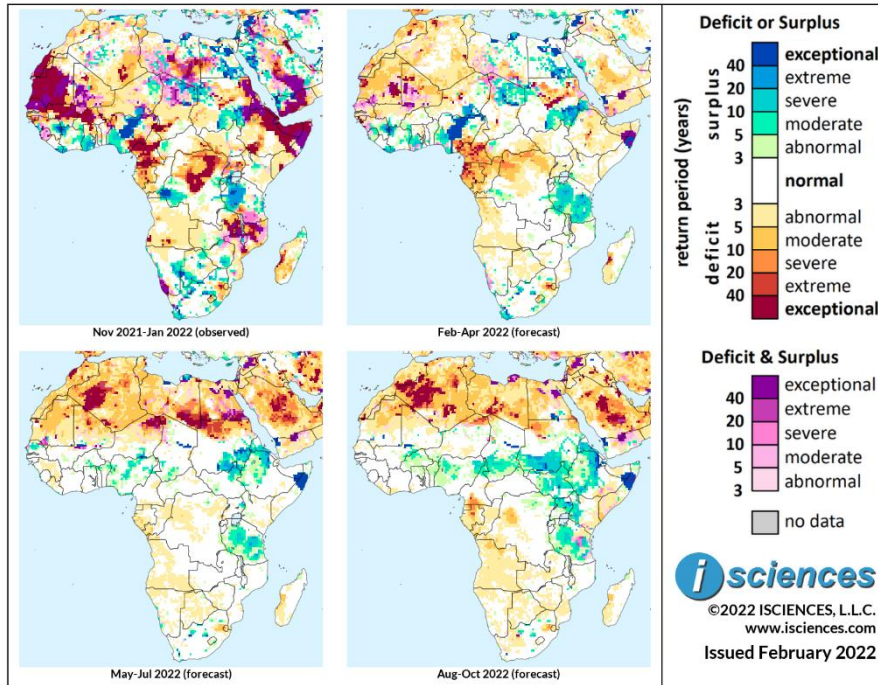 Nov 2021-Jan 2022 (observed)
Feb-Apr 2022 (forecast)
May-Jul 2022 (forecast)
Aug-Oct 2022 (forecast)
Deficit or Surplus
return period (years)
surplus
deficit
exceptional
40
extreme
20
severe
10
moderate
5
abnormal
3
normal
3
abnormal
5
moderate
10
severe
20
extreme
40
exceptional
Deficit & Surplus
exceptional
40
extreme
20
severe
10
moderate
5
abnormal
3
no data
i sciences
©2022 ISCIENCES, L.L.C.
www.isciences.com
Issued February 2022